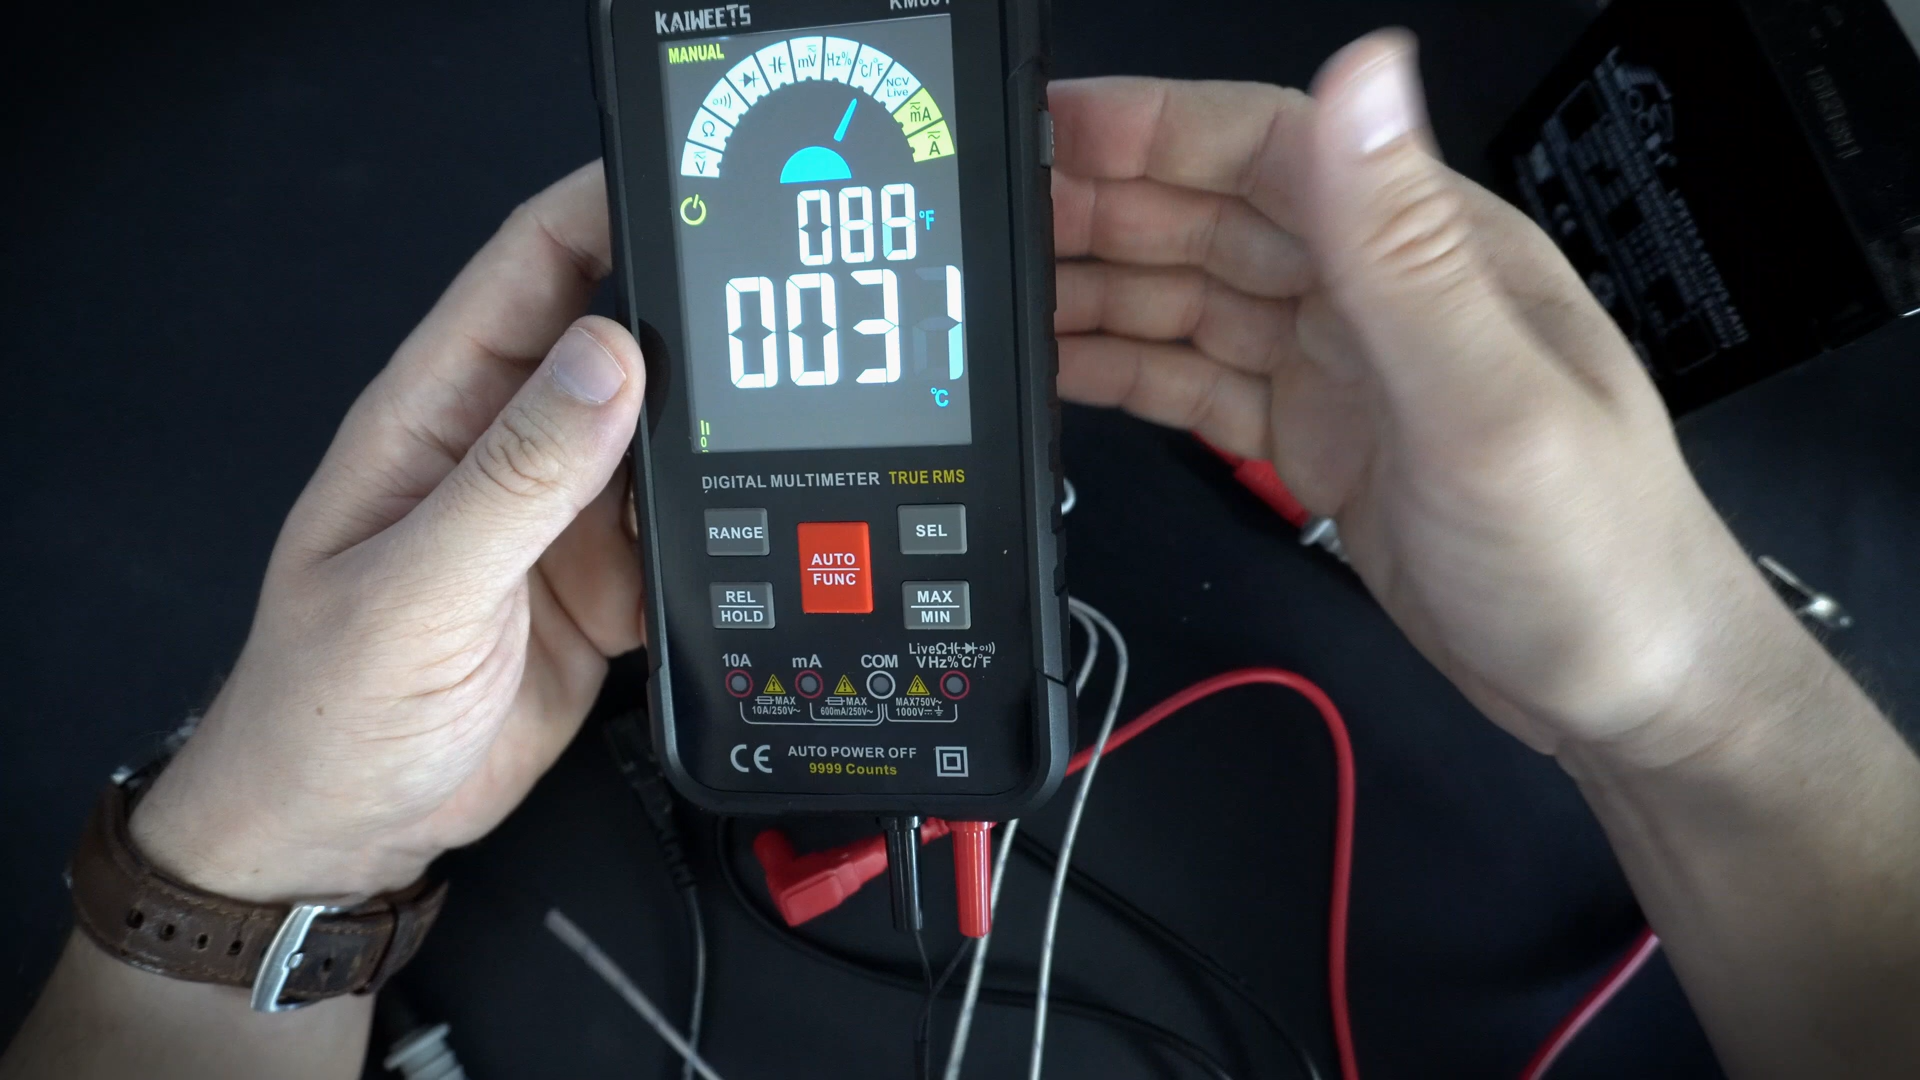 KAIWEETS
MANUAL
V
Ω
mV
Hz%
°C/°F
NCV
Live
mA
A
088 °F
0031
°C
0
DIGITAL MULTIMETER TRUE RMS
RANGE
SEL
AUTO
FUNC
REL
HOLD
MAX
MIN
10A
mA
COM
LiveΩ
VHz%°C/°F
MAX
10A/250V~
MAX
600mA/250V~
MAX750V~
1000V
CE
AUTO POWER OFF
9999 Counts